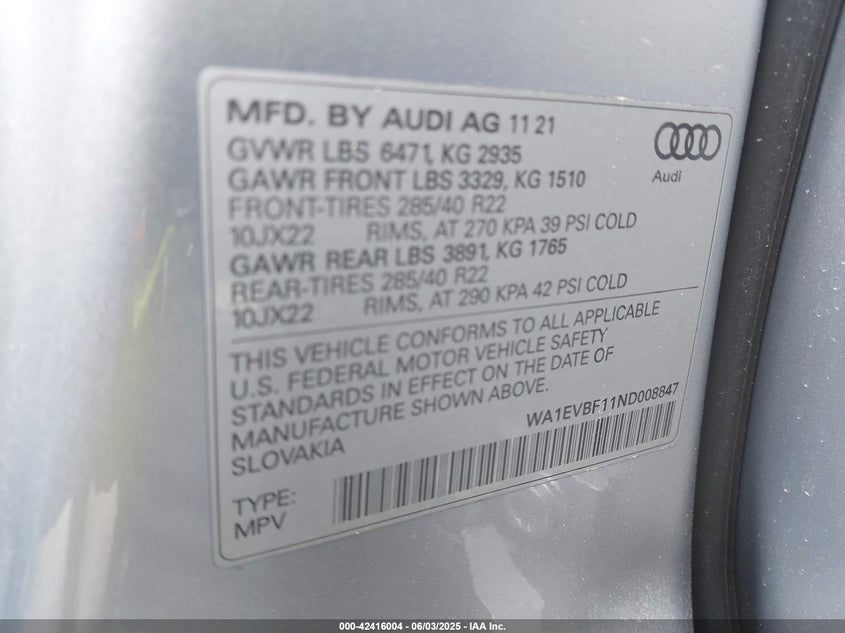 MFD. BY AUDI AG 11 21
GVWR LBS 6471, KG 2935
GAWR FRONT LBS 3329, KG 1510
FRONT-TIRES 285/40 R22
10JX22 RIMS, AT 270 KPA 39 PSI COLD
GAWR REAR LBS 3891, KG 1765
REAR-TIRES 285/40 R22
10JX22 RIMS, AT 290 KPA 42 PSI COLD
Audi
THIS VEHICLE CONFORMS TO ALL APPLICABLE
U.S. FEDERAL MOTOR VEHICLE SAFETY
STANDARDS IN EFFECT ON THE DATE OF
MANUFACTURE SHOWN ABOVE.
SLOVAKIA
WA1EVBF11ND008847
TYPE:
MPV
000-42416004 - 06/03/2025 - IAA Inc.